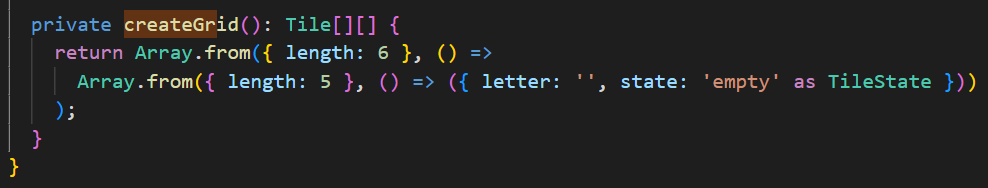 private createGrid(): Tile[][] {
return Array.from({ length: 6 }, () =>
Array.from({ length: 5 }, () => ({ letter: '', state: 'empty' as TileState }))
);
}
}